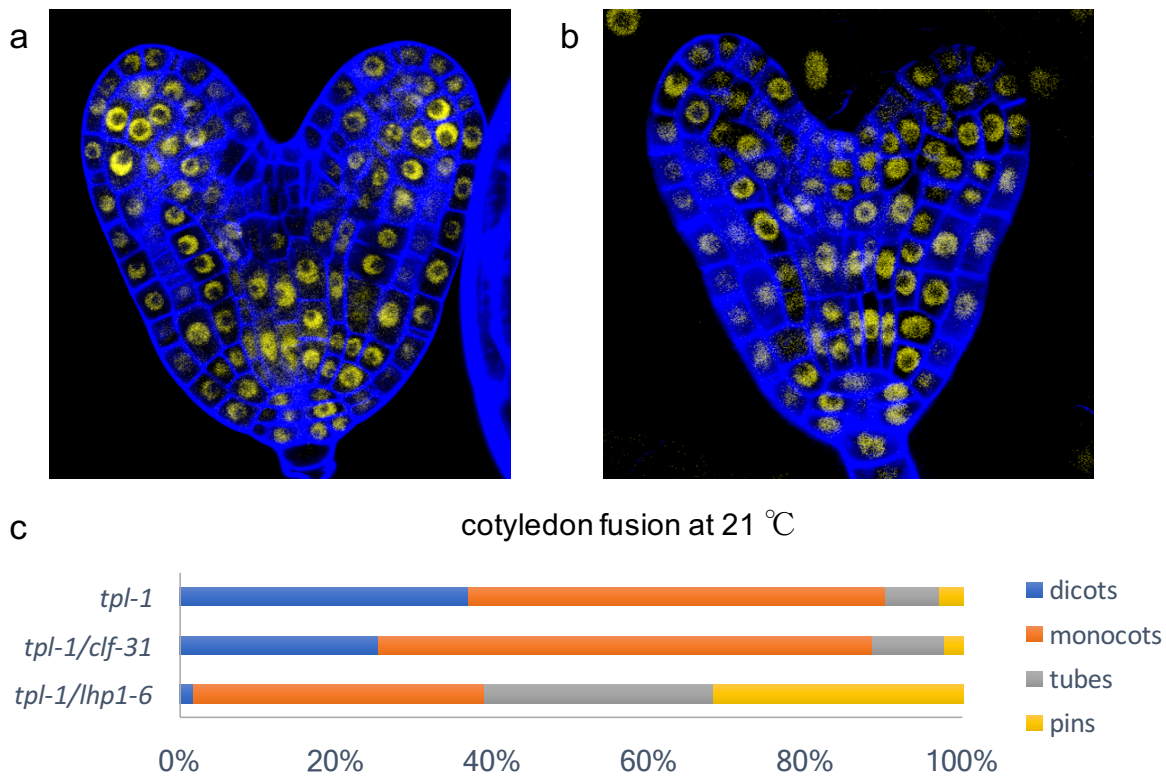 a
b
c
cotyledon fusion at 21 ℃
tpl-1
tpl-1/clf-31
tpl-1/lhp1-6
dicots
monocots
tubes
pins
0%
20%
40%
60%
80%
100%